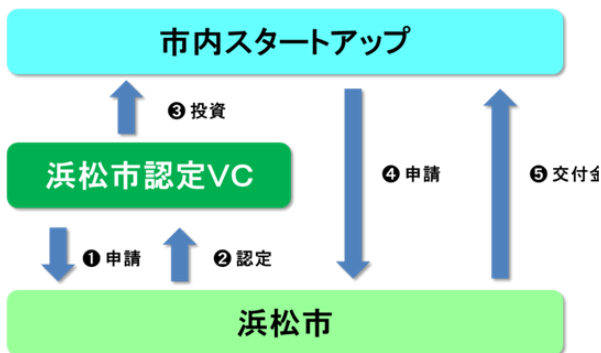 市内スタートアップ
❸投資
浜松市認定VC
❹申請
❺交付金
❶申請
❷認定
浜松市